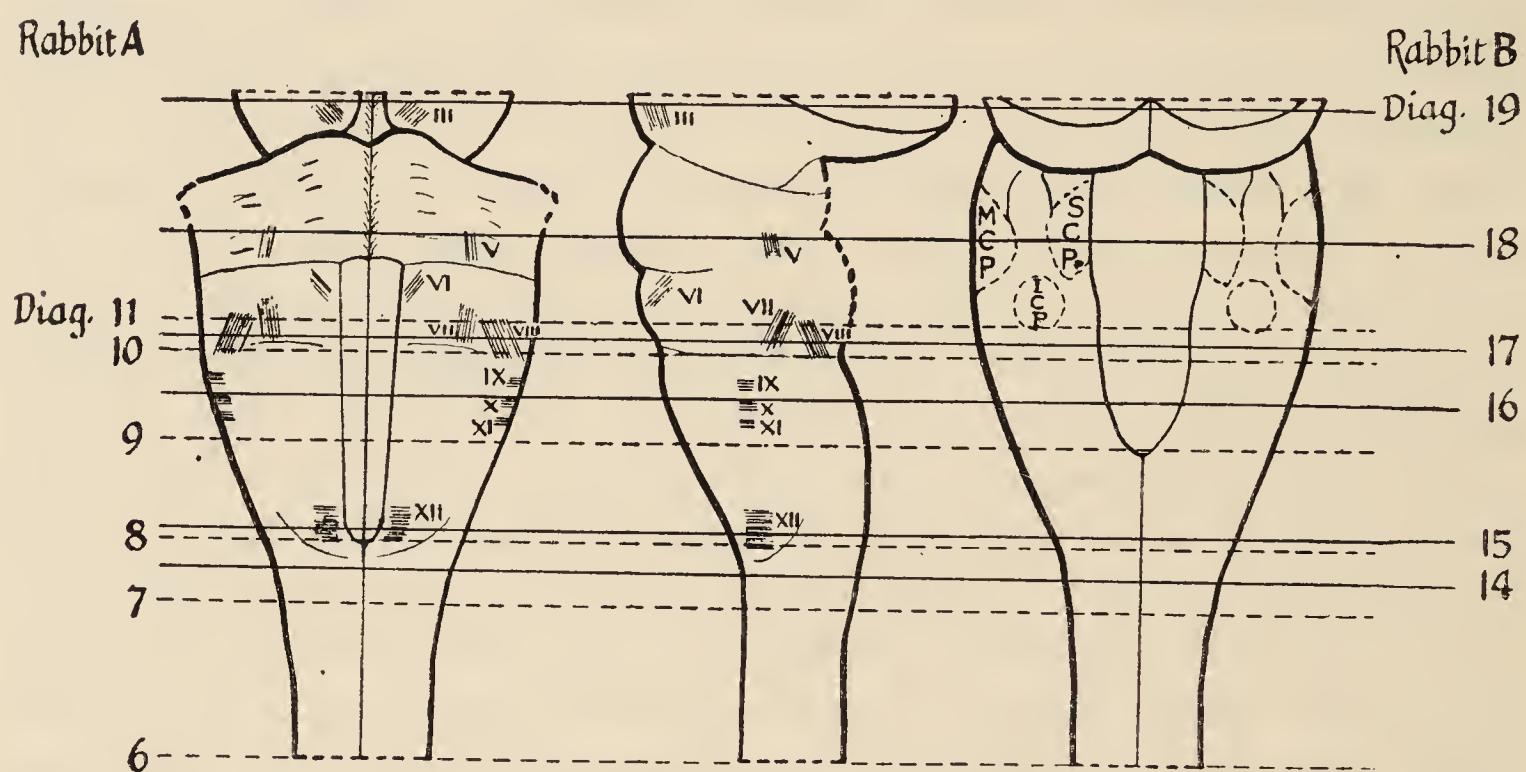 Rabbit A
Rabbit B
III
III
Diag. 19
M C P
S C P.
V
V
18
VI
VI
I C P
Diag. 11
VII
VIII
VII
VIII
10
17
IX
IX
X
X
16
XI
XI
9
XII
XII
8
15
14
7
6